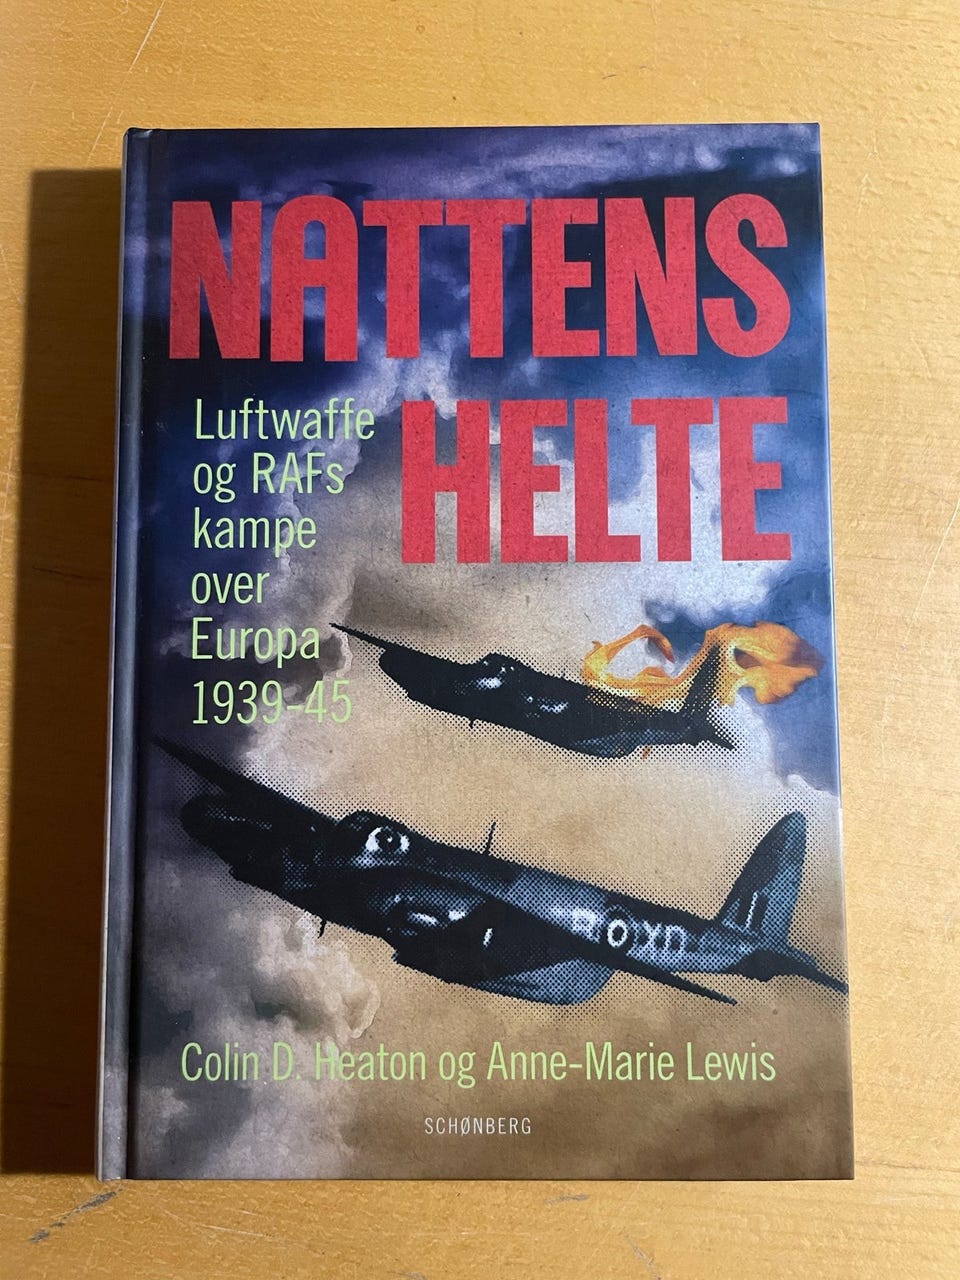 NATTENS
HELTE
Luftwaffe
og RAFs
kampe
over
Europa
1939-45
Colin D. Heaton og Anne-Marie Lewis
SCHØNBERG